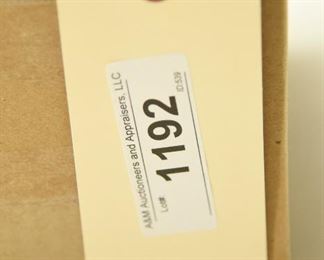 A&M Auctioneers and Appraisers, LLC
Lot#: 1192 ID:539